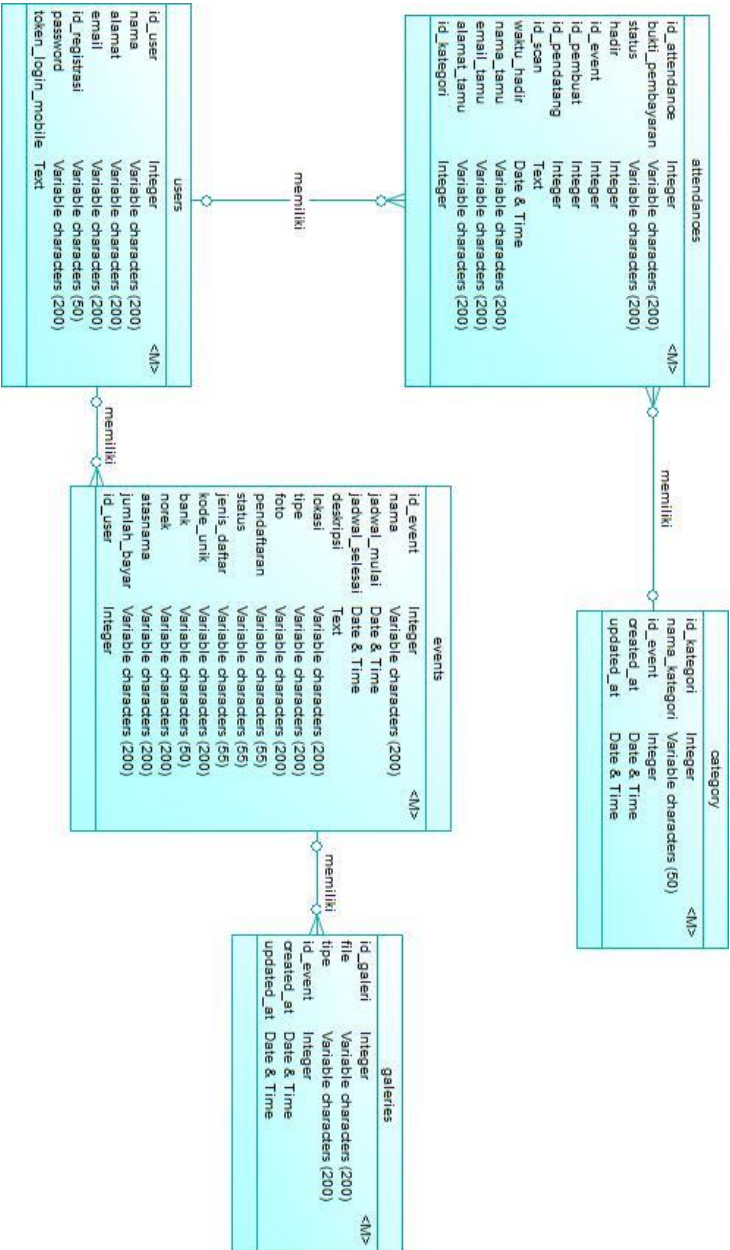 attendances
id_attendance Integer <M>
bukti_pembayaran Variable characters (200)
status Variable characters (200)
hadir Integer
id_event Integer
id_pembuat Integer
id_pendatang Integer
id_scan Text
waktu_hadir Date & Time
nama_tamu Variable characters (200)
email_tamu Variable characters (200)
alamat_tamu Variable characters (200)
id_kategori Integer
memiliki
category
id_kategori Integer <M>
nama_kategori Variable characters (50)
id_event Integer
created_at Date & Time
updated_at Date & Time
memiliki
users
id_user Integer <M>
nama Variable characters (200)
alamat Variable characters (200)
email Variable characters (200)
id_registrasi Variable characters (50)
password Variable characters (200)
token_login_mobile Text
memiliki
events
id_event Integer <M>
nama Variable characters (200)
jadwal_mulai Date & Time
jadwal_selesai Date & Time
deskripsi Text
lokasi Variable characters (200)
tipe Variable characters (200)
foto Variable characters (200)
pendaftaran Variable characters (55)
status Variable characters (55)
jenis_daftar Variable characters (55)
kode_unik Variable characters (200)
bank Variable characters (50)
norek Variable characters (200)
atasnama Variable characters (200)
jumlah_bayar Variable characters (200)
id_user Integer
memiliki
galeries
id_galeri Integer <M>
file Variable characters (200)
tipe Variable characters (200)
id_event Integer
created_at Date & Time
updated_at Date & Time